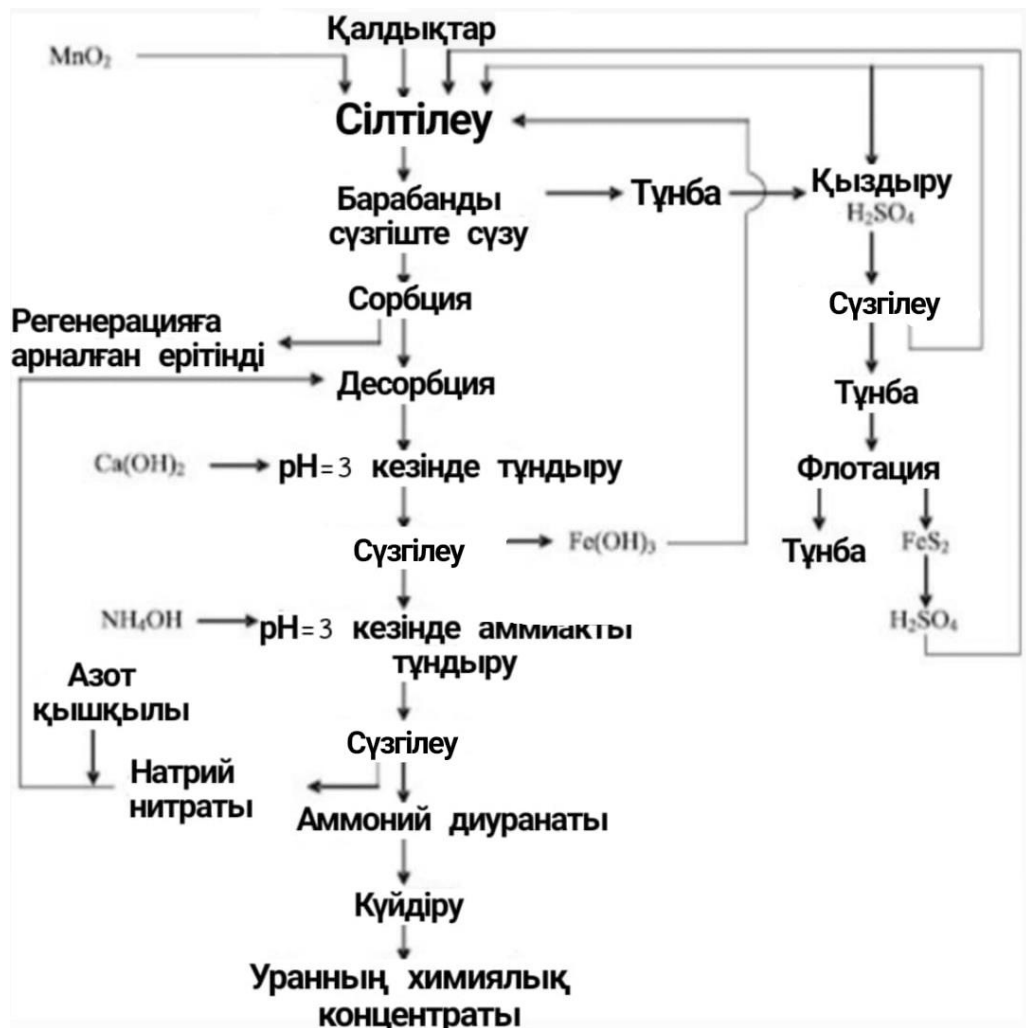 Қалдықтар
MnO₂
Сілтілеу
Барабанды
сүзгіште сүзу
Тұнба
Қыздыру
H₂SO₄
Сорбция
Сүзгілеу
Регенерацияға
арналған ерітінді
Десорбция
Тұнба
Ca(OH)₂
pH=3 кезінде тұндыру
Флотация
Сүзгілеу
Fe(OH)₃
Тұнба
FeS₂
NH₄OH
pH=3 кезінде аммиакты
тұндыру
H₂SO₄
Азот
қышқылы
Сүзгілеу
Натрий
нитраты
Аммоний диуранаты
Күйдіру
Уранның химиялық
концентраты